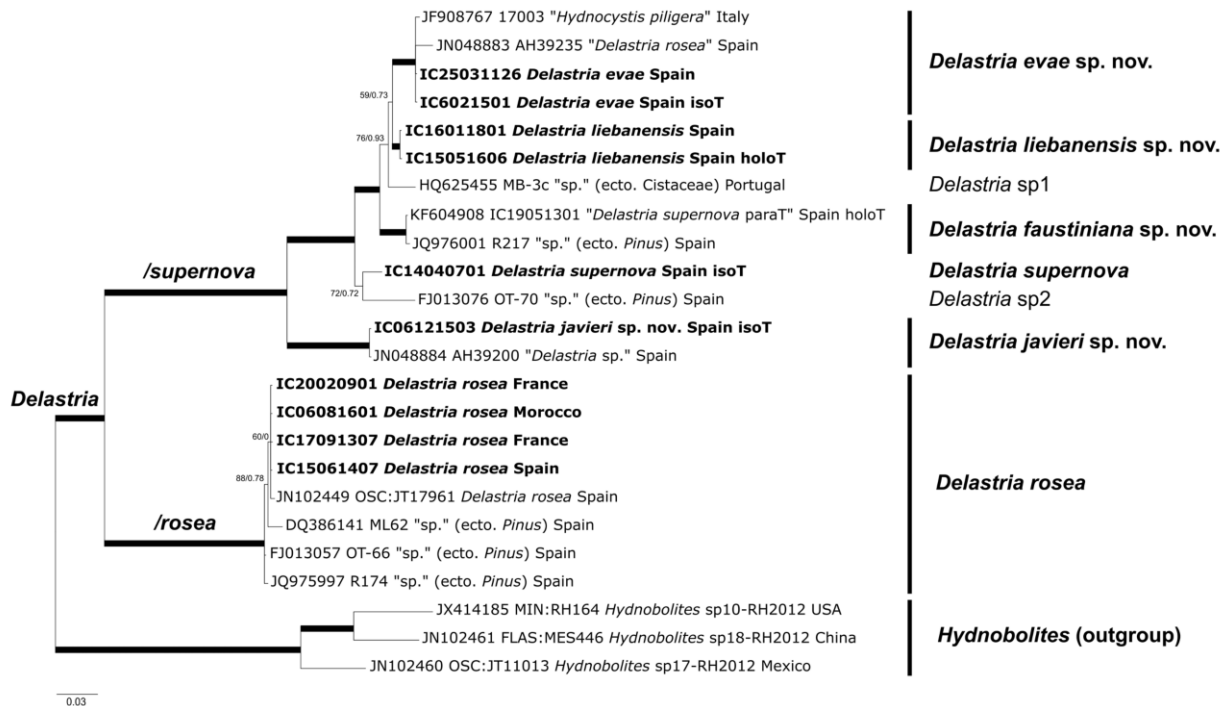 JF908767 17003 "Hydnocystis piligera" Italy
JN048883 AH39235 "Delastria rosea" Spain
IC25031126 Delastria evae Spain
Delastria evae sp. nov.
59/0.73
IC6021501 Delastria evae Spain isoT
IC16011801 Delastria liebanensis Spain
76/0.93
Delastria liebanensis sp. nov.
IC15051606 Delastria liebanensis Spain holoT
HQ625455 MB-3c "sp." (ecto. Cistaceae) Portugal
Delastria sp1
KF604908 IC19051301 "Delastria supernova paraT" Spain holoT
Delastria faustiniana sp. nov.
JQ976001 R217 "sp." (ecto. Pinus) Spain
/supernova
IC14040701 Delastria supernova Spain isoT
Delastria supernova
72/0.72
FJ013076 OT-70 "sp." (ecto. Pinus) Spain
Delastria sp2
IC06121503 Delastria javieri sp. nov. Spain isoT
Delastria javieri sp. nov.
JN048884 AH39200 "Delastria sp." Spain
IC20020901 Delastria rosea France
Delastria
IC06081601 Delastria rosea Morocco
60/0
IC17091307 Delastria rosea France
IC15061407 Delastria rosea Spain
88/0.78
Delastria rosea
JN102449 OSC:JT17961 Delastria rosea Spain
/rosea
DQ386141 ML62 "sp." (ecto. Pinus) Spain
FJ013057 OT-66 "sp." (ecto. Pinus) Spain
JQ975997 R174 "sp." (ecto. Pinus) Spain
JX414185 MIN:RH164 Hydnobolites sp10-RH2012 USA
JN102461 FLAS:MES446 Hydnobolites sp18-RH2012 China
Hydnobolites (outgroup)
JN102460 OSC:JT11013 Hydnobolites sp17-RH2012 Mexico
0.03